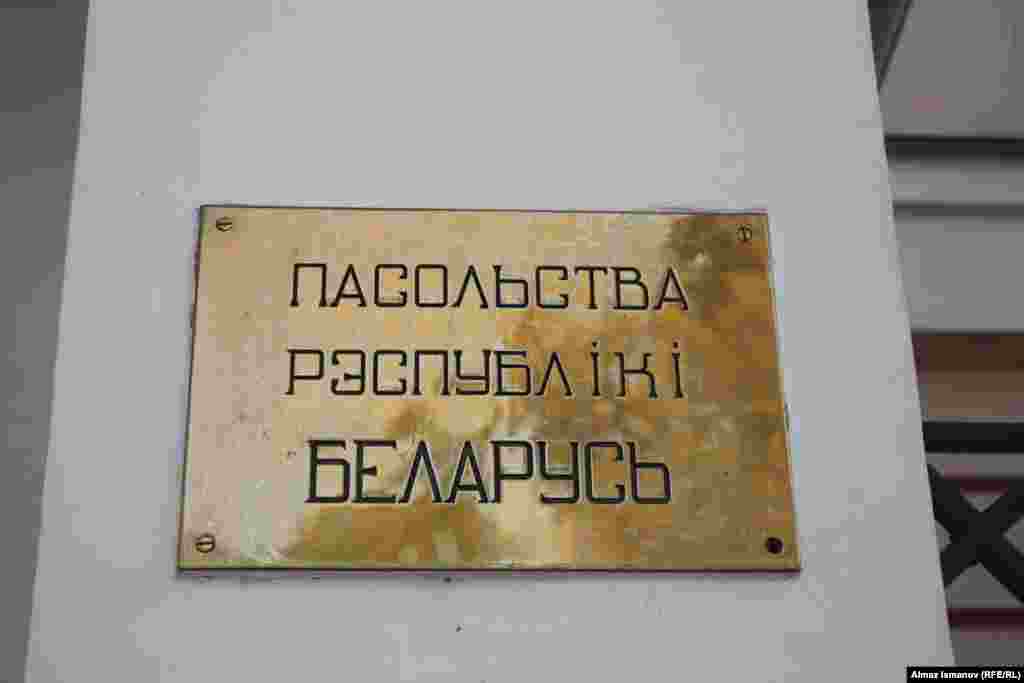 ПАСОЛЬСТВА
РЭСПУБЛІКІ
БЕЛАРУСЬ
Almaz Ismanov (RFE/RL)